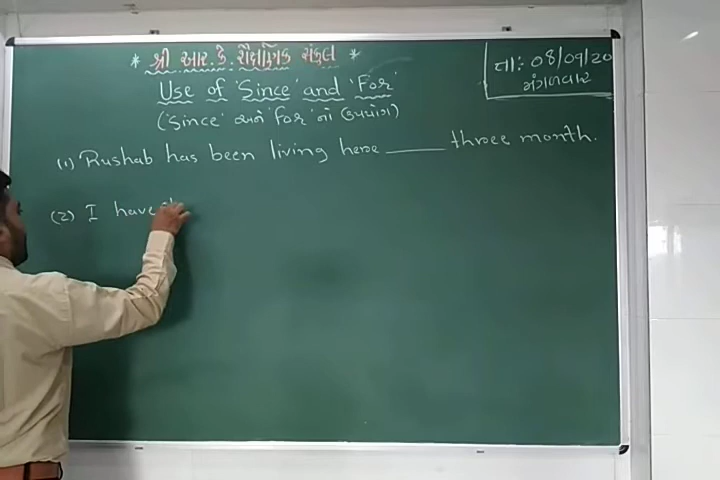 * શ્રી આર. કે. શૈક્ષણિક સંકુલ *
તા: 08/09/20
મંગળવાર
Use of 'Since' and 'For'
('Since' અને 'for' નો ઉપયોગ)
(1) Rushab has been living here _____ three month.
(2) I have